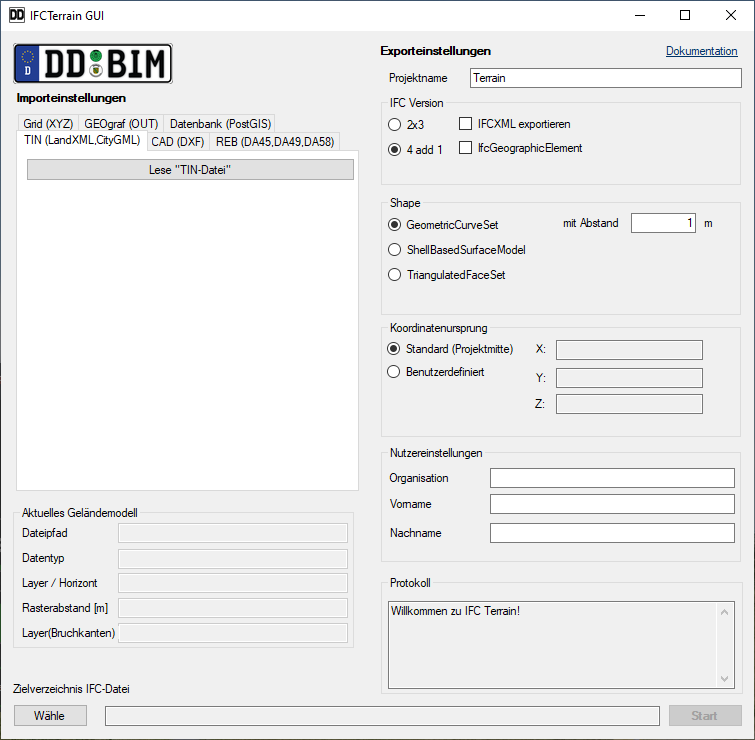 DD IFCTerrain GUI
D DD BIM
Importeinstellungen
Grid (XYZ) GEOgraf (OUT) Datenbank (PostGIS)
TIN (LandXML,CityGML) CAD (DXF) REB (DA45,DA49,DA58)
Lese "TIN-Datei"
Aktuelles Geländemodell
Dateipfad
Datentyp
Layer / Horizont
Rasterabstand [m]
Layer(Bruchkanten)
Zielverzeichnis IFC-Datei
Wähle
Exporteinstellungen
Dokumentation
Projektname Terrain
IFC Version
2x3 IFCXML exportieren
4 add 1 IfcGeographicElement
Shape
GeometricCurveSet mit Abstand 1 m
ShellBasedSurfaceModel
TriangulatedFaceSet
Koordinatenursprung
Standard (Projektmitte) X:
Benutzerdefiniert Y:
Z:
Nutzereinstellungen
Organisation
Vorname
Nachname
Protokoll
Willkommen zu IFC Terrain!
Start